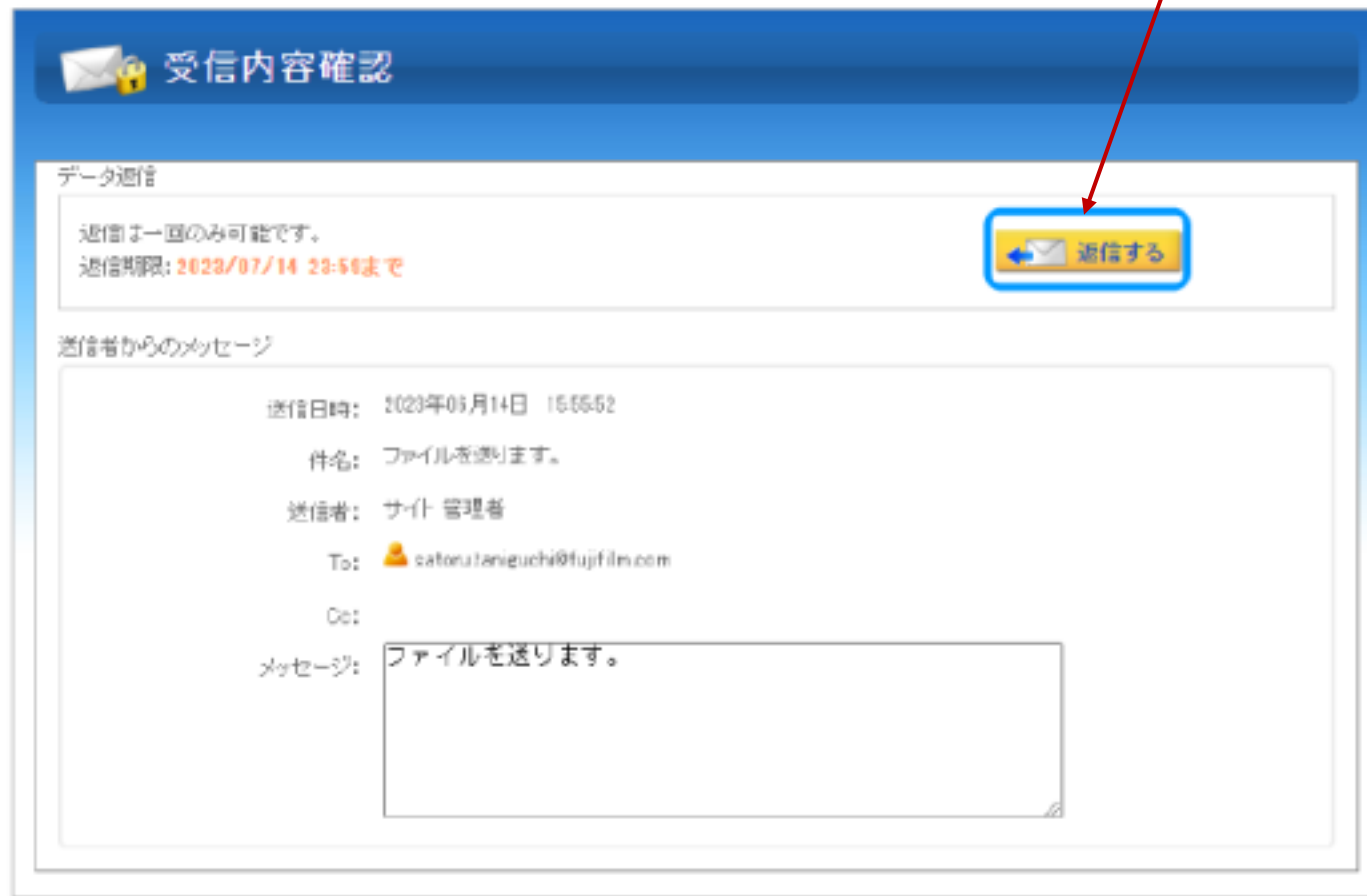 受信内容確認
データ返信
返信は一回のみ可能です。
返信する
返信期限: 2023/07/14 23:59まで
送信者からのメッセージ
送信日時: 2023年06月14日 15:55:52
件名: ファイルを送ります。
送信者: サイト 管理者
To: satoru.taniguchi@fujifilm.com
Cc:
メッセージ: ファイルを送ります。